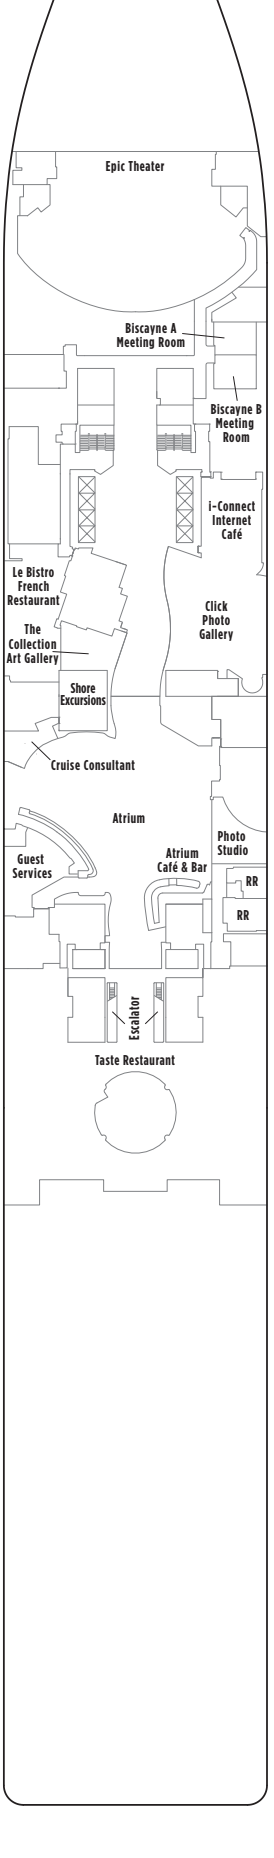 Epic Theater
Biscayne A
Meeting Room
Biscayne B
Meeting
Room
i-Connect
Internet
Café
Le Bistro
French
Restaurant
Click
Photo
Gallery
The
Collection
Art Gallery
Shore
Excursions
Cruise Consultant
Atrium
Photo
Studio
Guest
Services
Atrium
Café & Bar
RR
RR
Escalator
Taste Restaurant